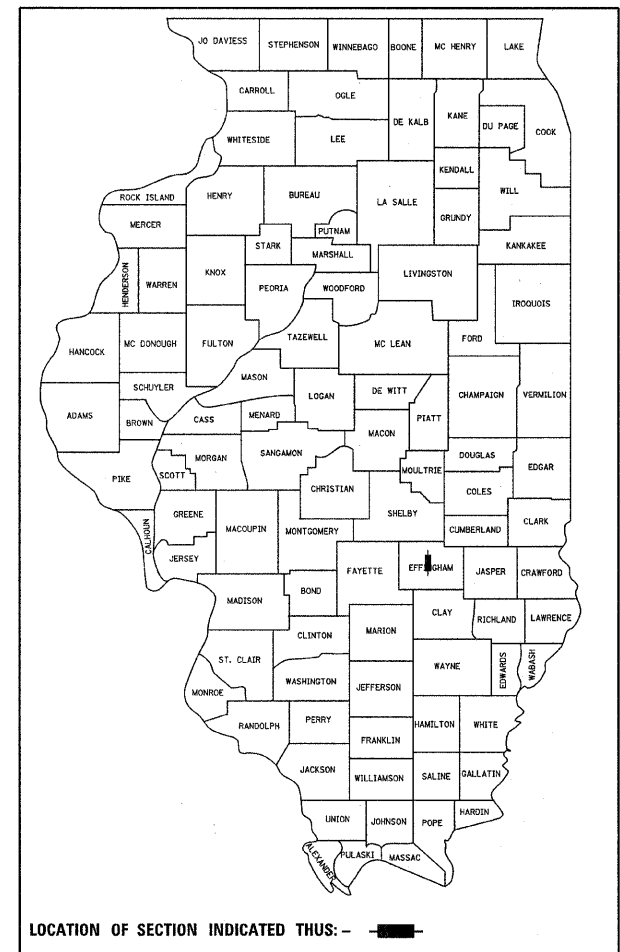 JO DAVIESS STEPHENSON WINNEBAGO BOONE MC HENRY LAKE
CARROLL OGLE DE KALB KANE DU PAGE COOK
WHITESIDE LEE
KENDALL
ROCK ISLAND HENRY BUREAU LA SALLE WILL
GRUNDY
MERCER PUTNAM
STARK MARSHALL KANKAKEE
HENDERSON WARREN KNOX PEORIA WOODFORD LIVINGSTON
IROQUOIS
HANCOCK MC DONOUGH FULTON TAZEWELL MC LEAN FORD
MASON
SCHUYLER DE WITT CHAMPAIGN VERMILION
ADAMS BROWN CASS MENARD LOGAN PIATT
MACON
PIKE SCOTT MORGAN SANGAMON MOULTRIE DOUGLAS EDGAR
CHRISTIAN COLES
GREENE SHELBY
CALHOUN MACOUPIN MONTGOMERY CUMBERLAND CLARK
JERSEY
FAYETTE EFFINGHAM JASPER CRAWFORD
MADISON BOND
CLAY RICHLAND LAWRENCE
CLINTON MARION
ST. CLAIR WAYNE EDWARDS WABASH
WASHINGTON JEFFERSON
MONROE
RANDOLPH PERRY HAMILTON WHITE
FRANKLIN
JACKSON WILLIAMSON SALINE GALLATIN
UNION JOHNSON POPE HARDIN
ALEXANDER PULASKI MASSAC
LOCATION OF SECTION INDICATED THUS: –